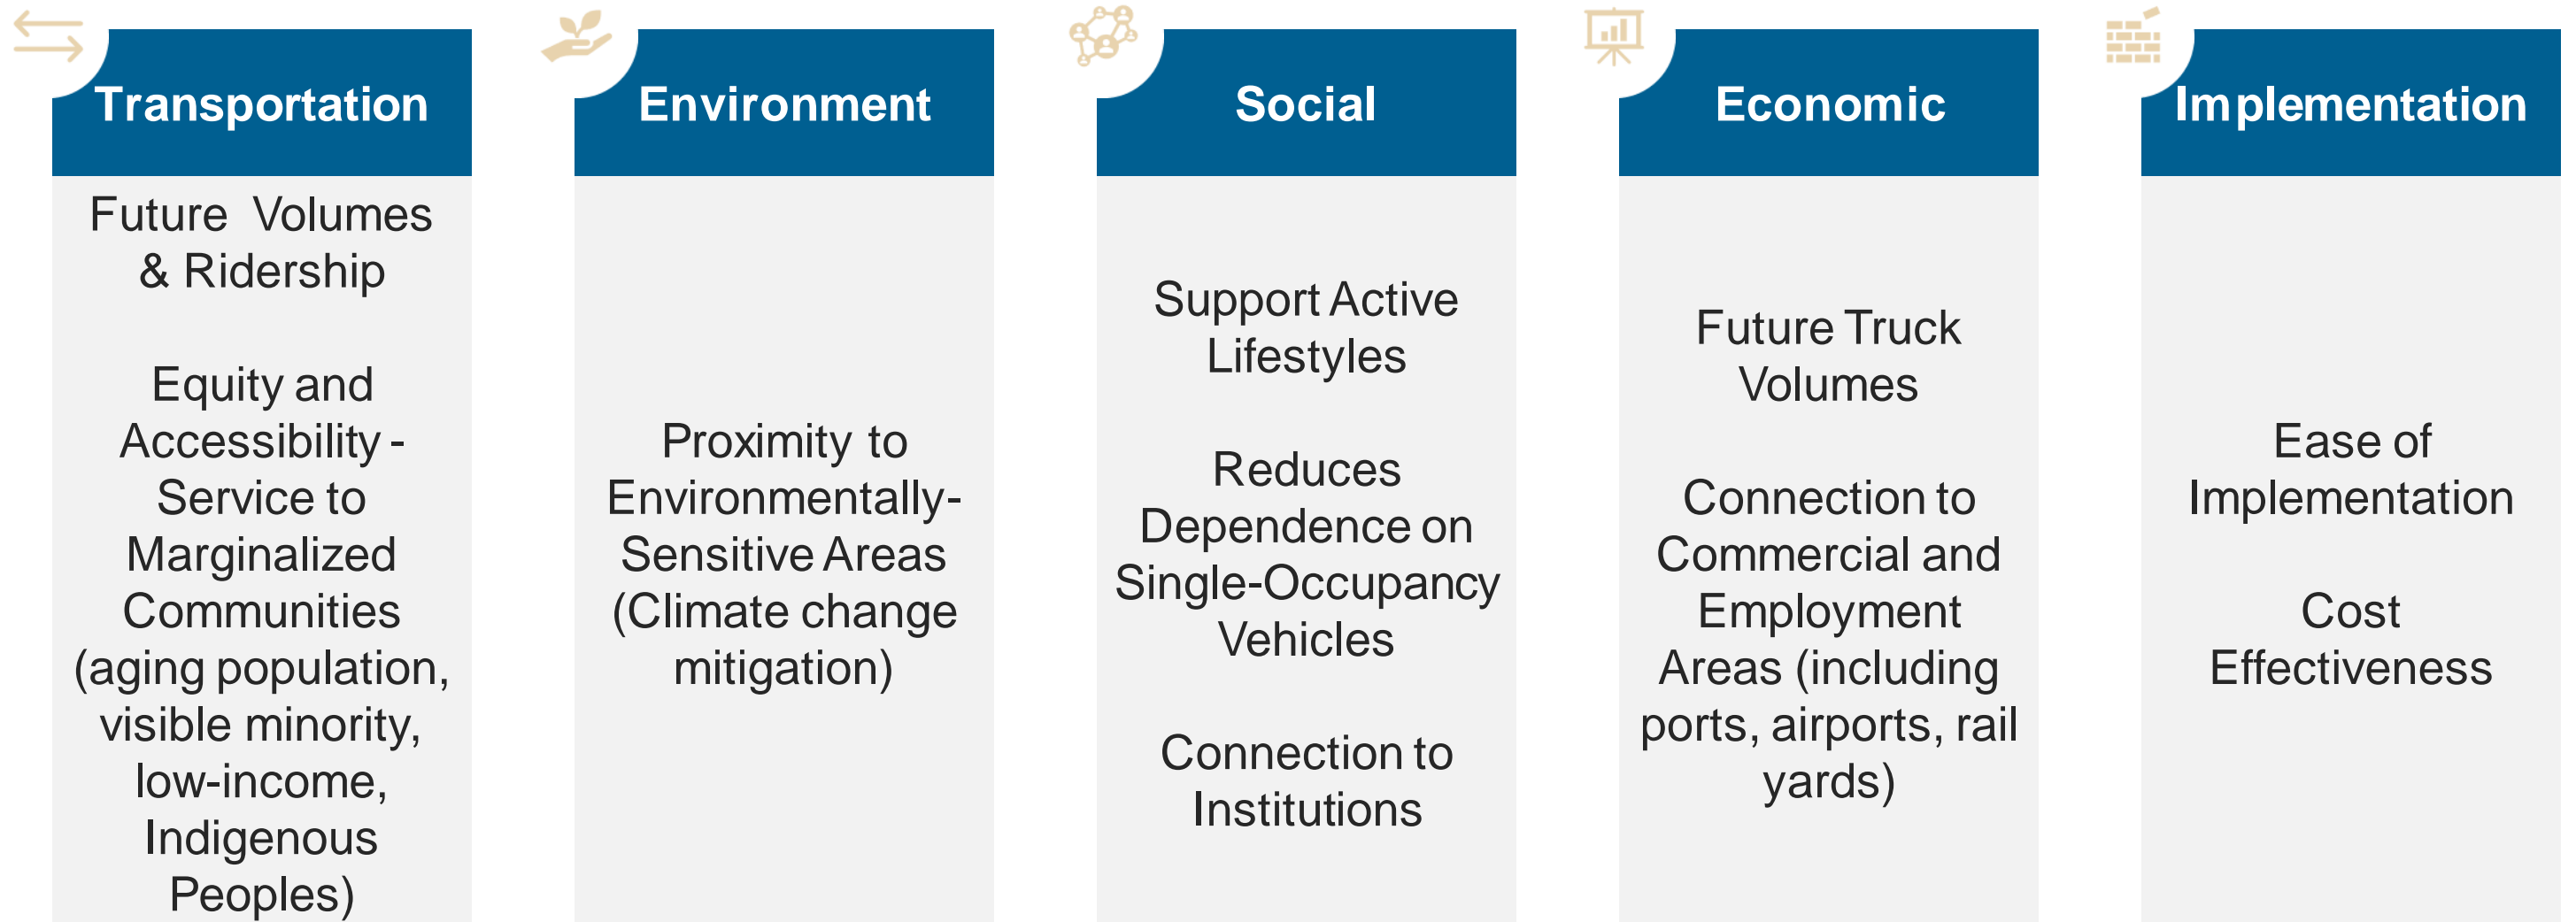 Transportation
Future Volumes
& Ridership
Equity and
Accessibility -
Service to
Marginalized
Communities
(aging population,
visible minority,
low-income,
Indigenous
Peoples)
Environment
Proximity to
Environmentally-
Sensitive Areas
(Climate change
mitigation)
Social
Support Active
Lifestyles
Reduces
Dependence on
Single-Occupancy
Vehicles
Connection to
Institutions
Economic
Future Truck
Volumes
Connection to
Commercial and
Employment
Areas (including
ports, airports, rail
yards)
Implementation
Ease of
Implementation
Cost
Effectiveness